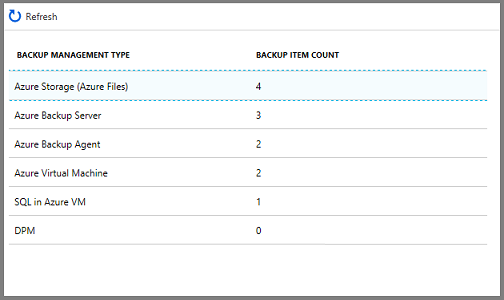 Refresh
BACKUP MANAGEMENT TYPE BACKUP ITEM COUNT
Azure Storage (Azure Files) 4
Azure Backup Server 3
Azure Backup Agent 2
Azure Virtual Machine 2
SQL in Azure VM 1
DPM 0